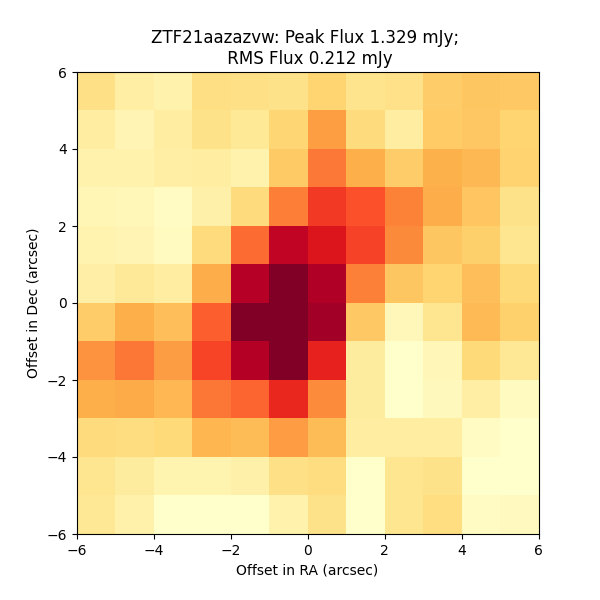 ZTF21aazazvw: Peak Flux 1.329 mJy;
RMS Flux 0.212 mJy
6
4
2
0
−2
−4
−6
Offset in Dec (arcsec)
−6 −4 −2 0 2 4 6
Offset in RA (arcsec)